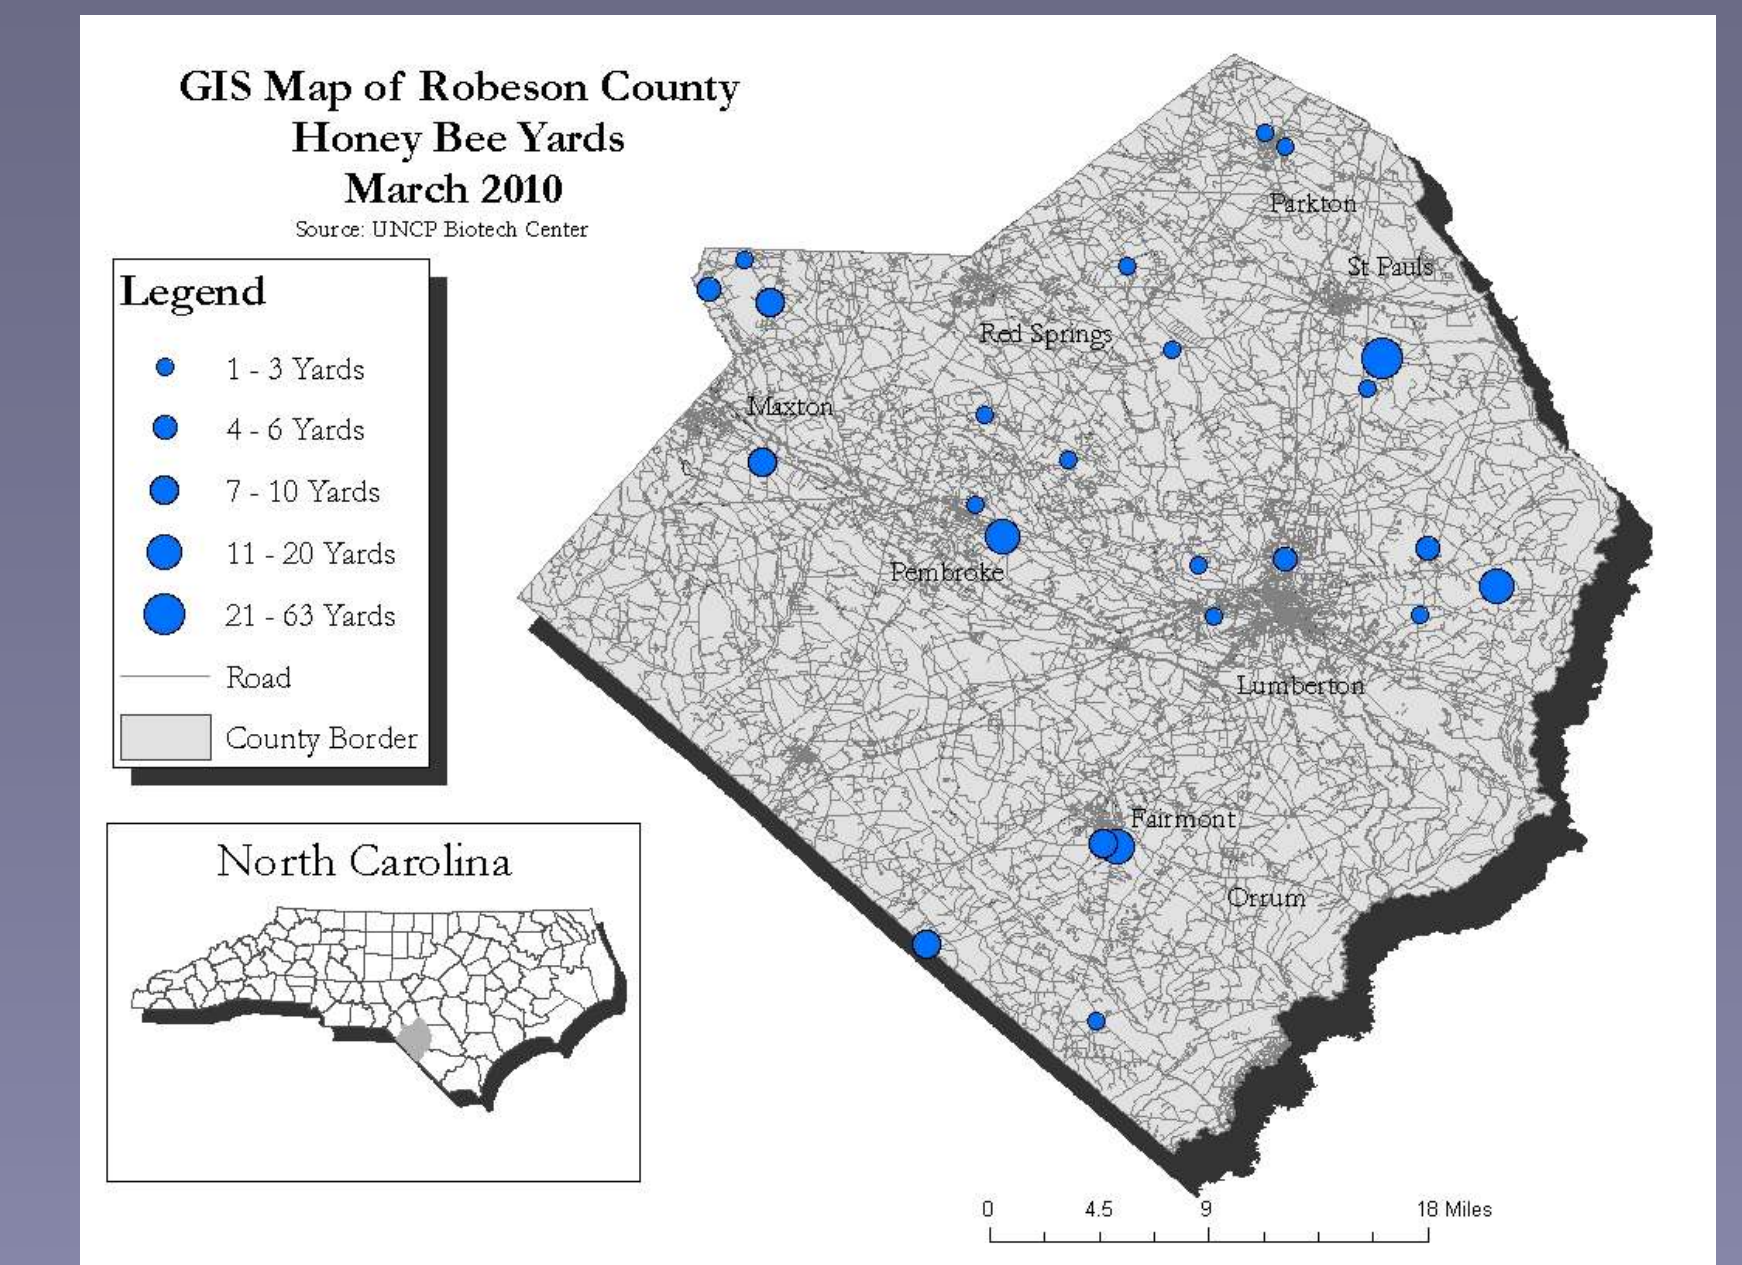 GIS Map of Robeson County
Honey Bee Yards
March 2010
Source: UNCP Biotech Center
Legend
1 - 3 Yards
4 - 6 Yards
7 - 10 Yards
11 - 20 Yards
21 - 63 Yards
Road
County Border
North Carolina
Parkton
St Pauls
Red Springs
Maxton
Pembroke
Lumberton
Fairmont
Orrum
0 4.5 9 18 Miles